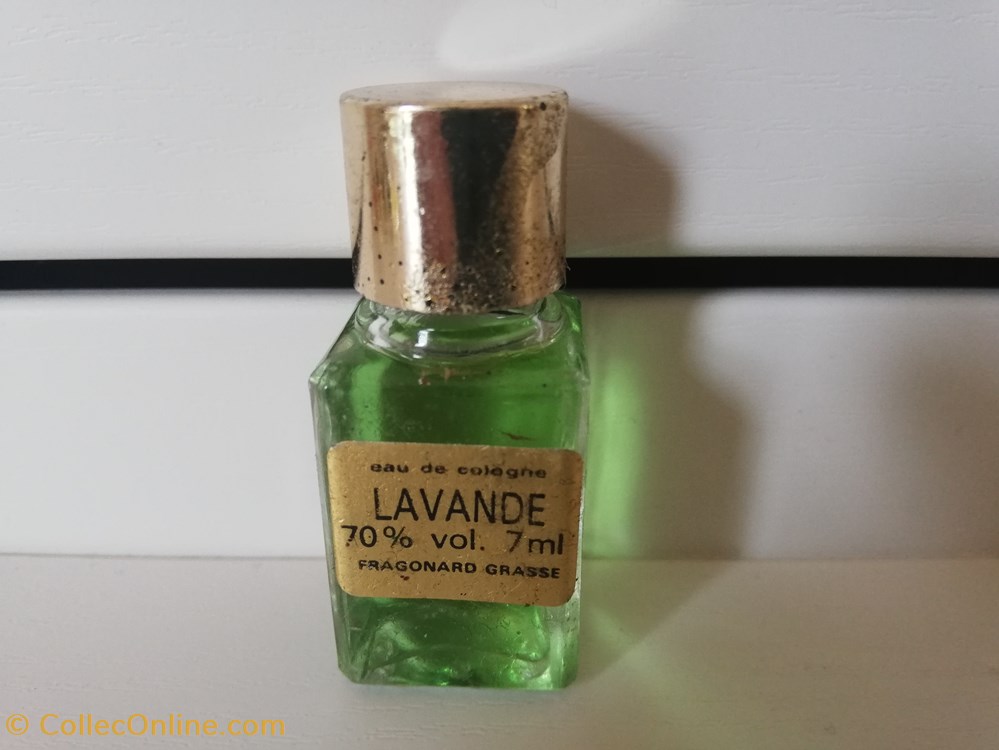 eau de cologne
LAVANDE
70% vol. 7ml
FRAGONARD GRASSE
© CollecOnline.com